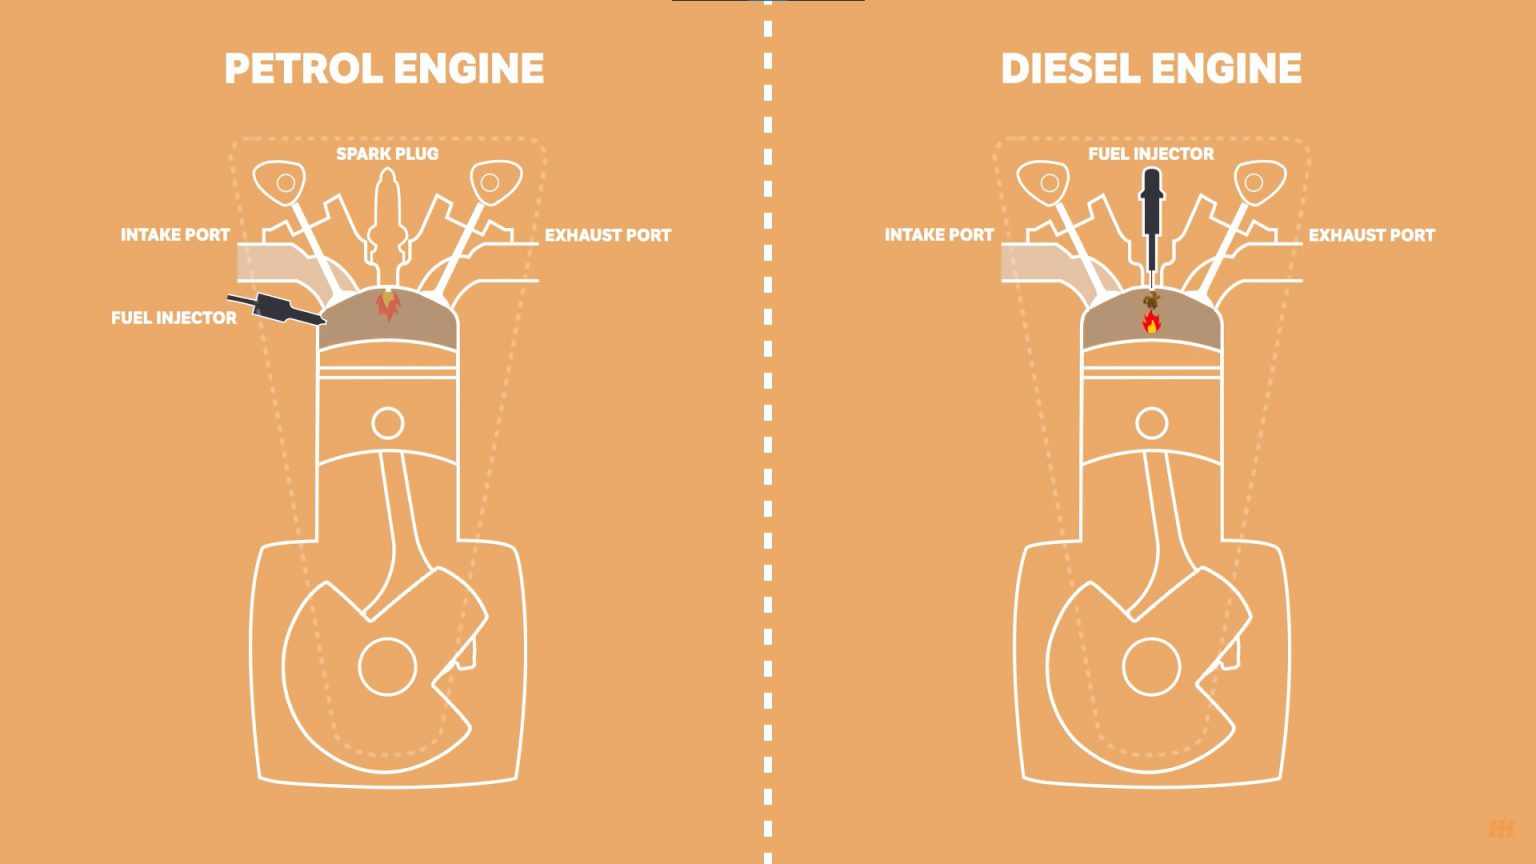 PETROL ENGINE
SPARK PLUG
INTAKE PORT
EXHAUST PORT
FUEL INJECTOR
DIESEL ENGINE
FUEL INJECTOR
INTAKE PORT
EXHAUST PORT